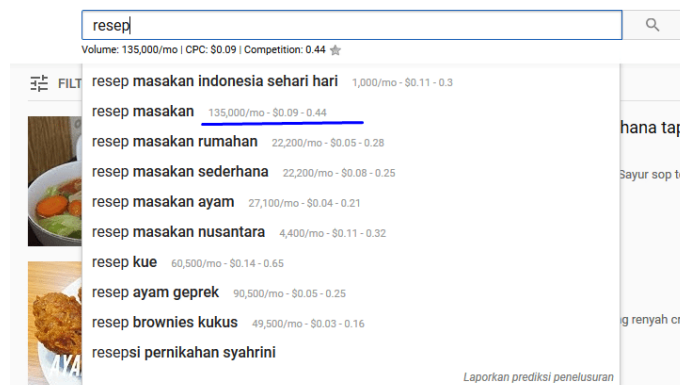 resep
Volume: 135,000/mo | CPC: $0.09 | Competition: 0.44
FILT
resep masakan indonesia sehari hari 1,000/mo - $0.11 - 0.3
resep masakan 135,000/mo - $0.09 - 0.44
hana tap
resep masakan rumahan 22,200/mo - $0.05 - 0.28
resep masakan sederhana 22,200/mo - $0.08 - 0.25
Sayur sop t
resep masakan ayam 27,100/mo - $0.04 - 0.21
resep masakan nusantara 4,400/mo - $0.11 - 0.32
resep kue 60,500/mo - $0.14 - 0.65
resep ayam geprek 90,500/mo - $0.05 - 0.25
resep brownies kukus 49,500/mo - $0.03 - 0.16
g renyah cr
resepsi pernikahan syahrini
AYA
Laporkan prediksi penelusuran